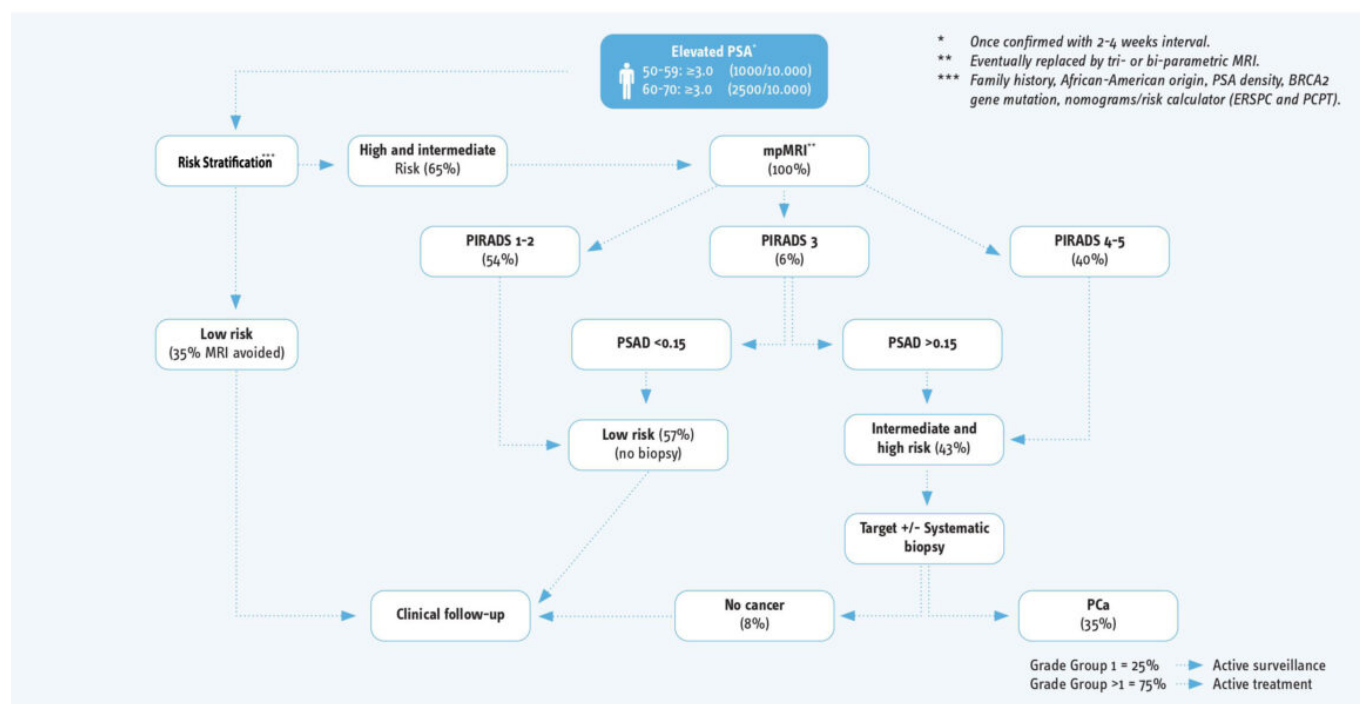 Elevated PSA*
50-59: ≥3.0 (1000/10.000)
60-70: ≥3.0 (2500/10.000)
* Once confirmed with 2-4 weeks interval.
** Eventually replaced by tri- or bi-parametric MRI.
*** Family history, African-American origin, PSA density, BRCA2
gene mutation, nomograms/risk calculator (ERSPC and PCPT).
Risk Stratification***
High and intermediate
Risk (65%)
mpMRI**
(100%)
PIRADS 1-2
(54%)
PIRADS 3
(6%)
PIRADS 4-5
(40%)
Low risk
(35% MRI avoided)
PSAD <0.15
PSAD >0.15
Low risk (57%)
(no biopsy)
Intermediate and
high risk (43%)
Target +/- Systematic
biopsy
Clinical follow-up
No cancer
(8%)
PCa
(35%)
Grade Group 1 = 25% Active surveillance
Grade Group >1 = 75% Active treatment